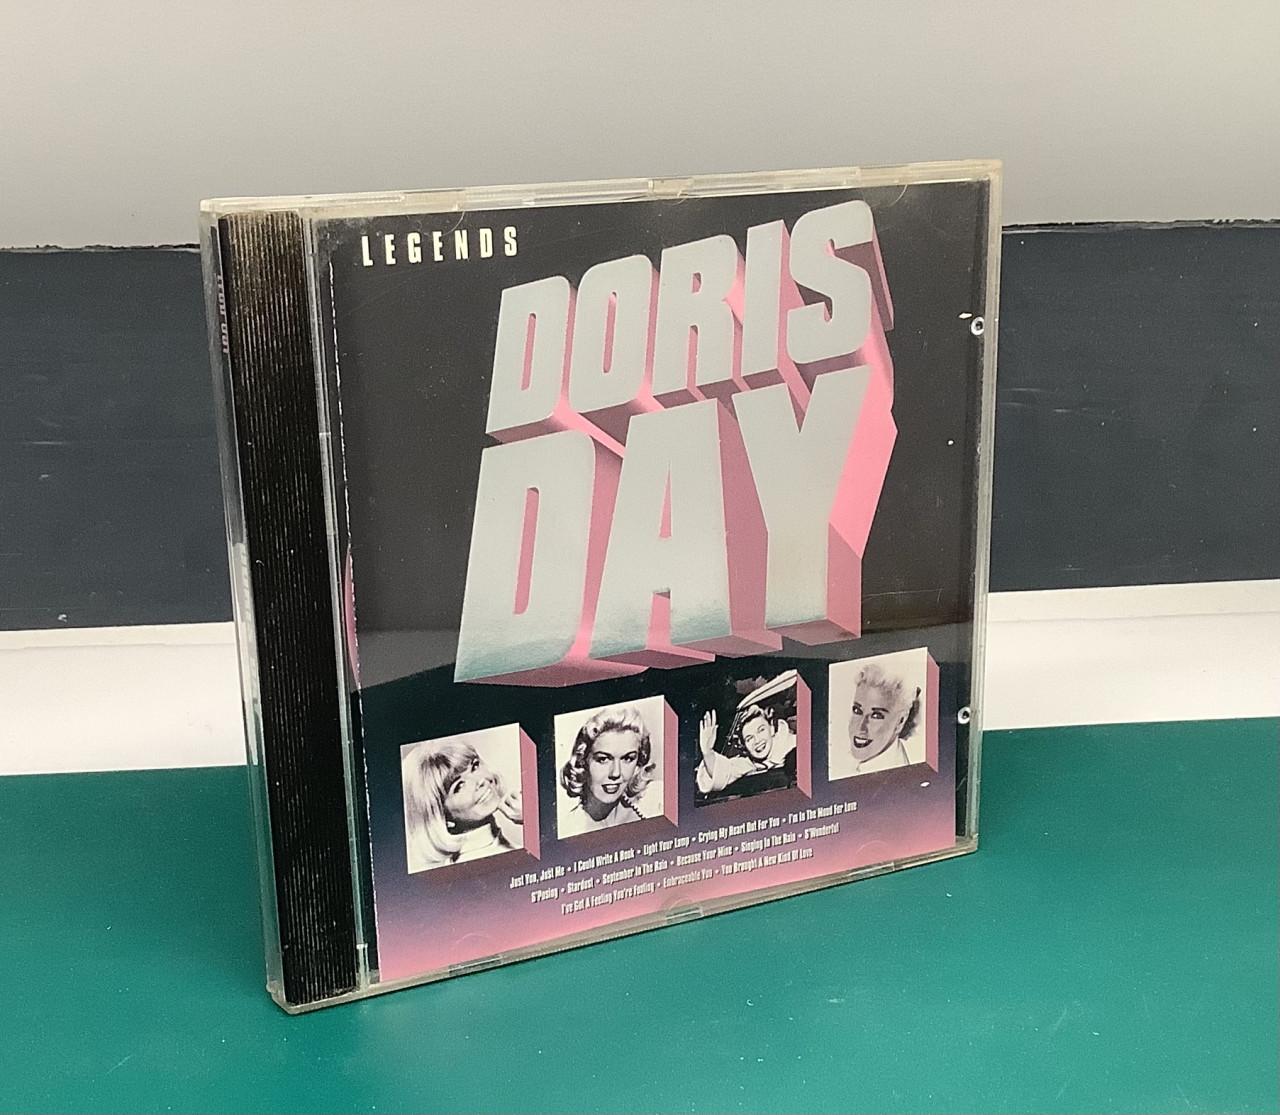 LEGENDS
DORIS
DAY
Just You, Just Me • I Could Write A Book • Light Your Lamp • Crying My Heart Out For You • I'm In The Mood For Love
S'Posing • Stardust • September In The Rain • Because Your Mine • Singing In The Rain • S'Wonderful
I've Got A Feeling You're Fooling • Embraceable You • You Brought A New Kind Of Love